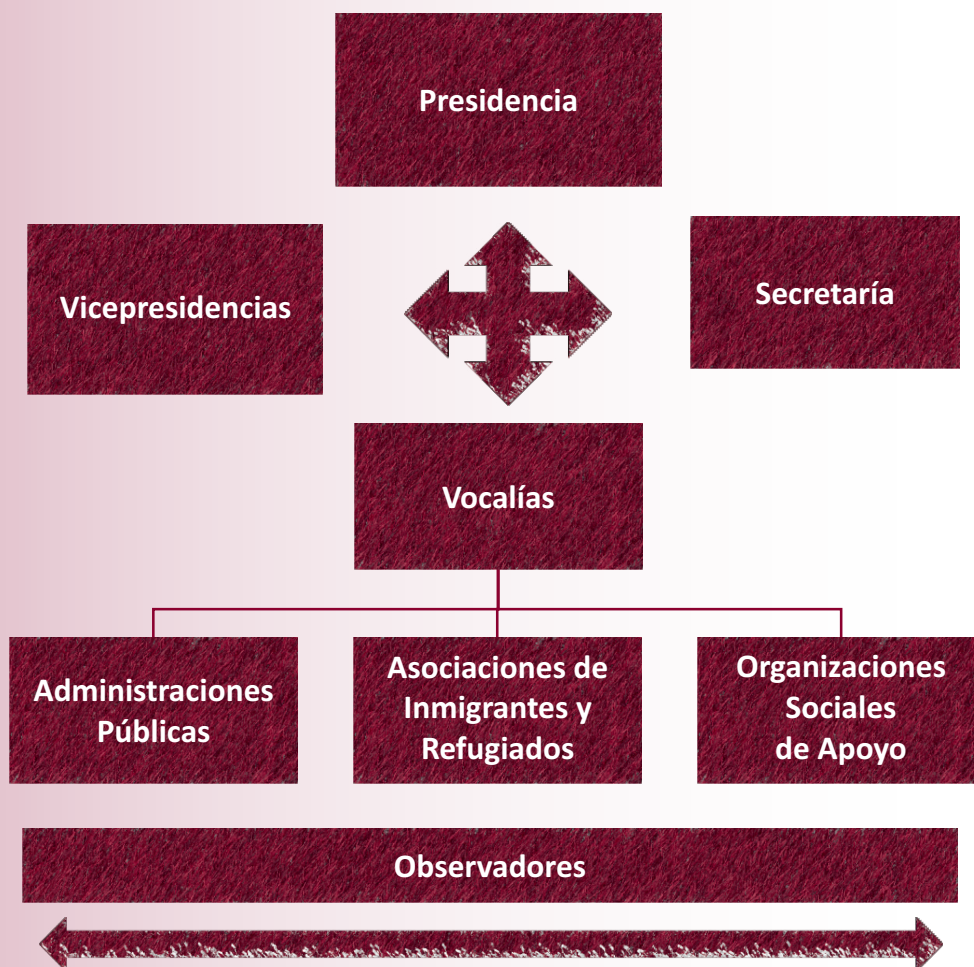 Presidencia
Vicepresidencias
Secretaría
Vocalías
Administraciones
Públicas
Asociaciones de
Inmigrantes y
Refugiados
Organizaciones
Sociales
de Apoyo
Observadores